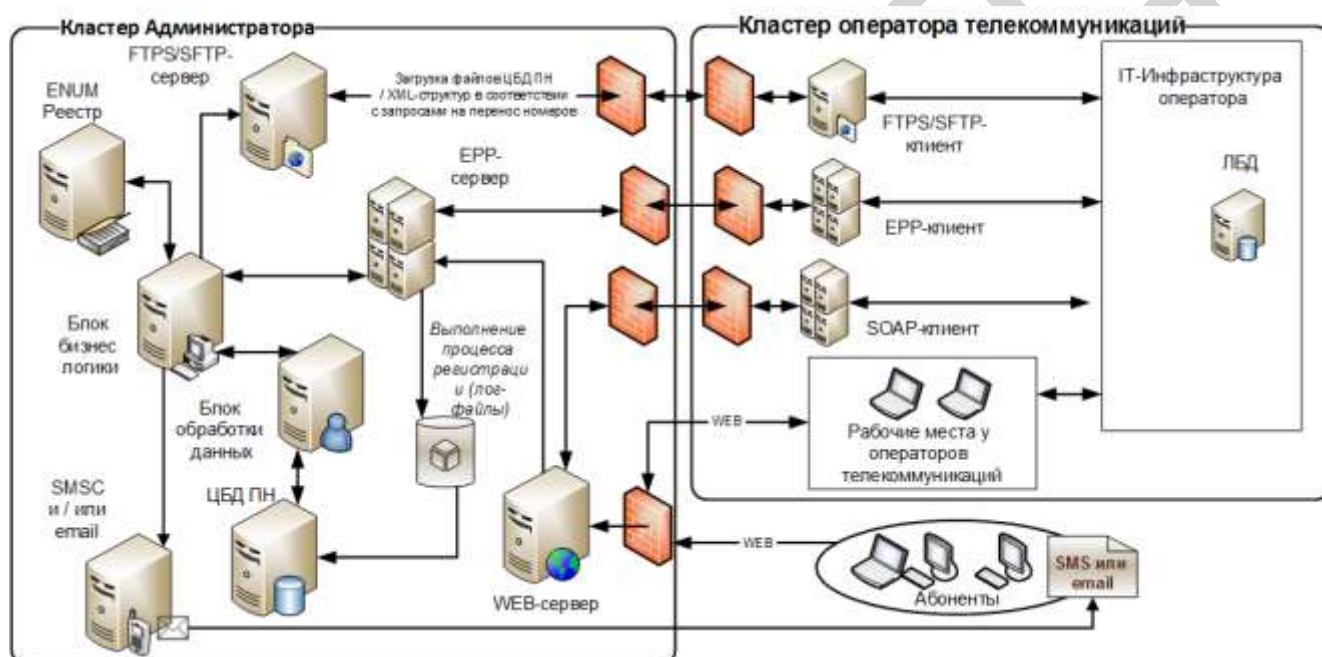 Кластер Администратора
FTPS/SFTP-
сервер
ENUM
Реестр
Загрузка файлов ЦБД ПН
/ XML-структур в соответствии
с запросами на перенос номеров
EPP-
сервер
Блок
бизнес
логики
Выполнение
процесса
регистраци
и (лог-
файлы)
Блок
обработки
данных
SMSC
и / или
email
ЦБД ПН
WEB-сервер
Кластер оператора телекоммуникаций
IT-Инфраструктура
оператора
FTPS/SFTP-
клиент
ЛБД
EPP-клиент
SOAP-клиент
WEB
Рабочие места у
операторов
телекоммуникаций
WEB
Абоненты
SMS или
email